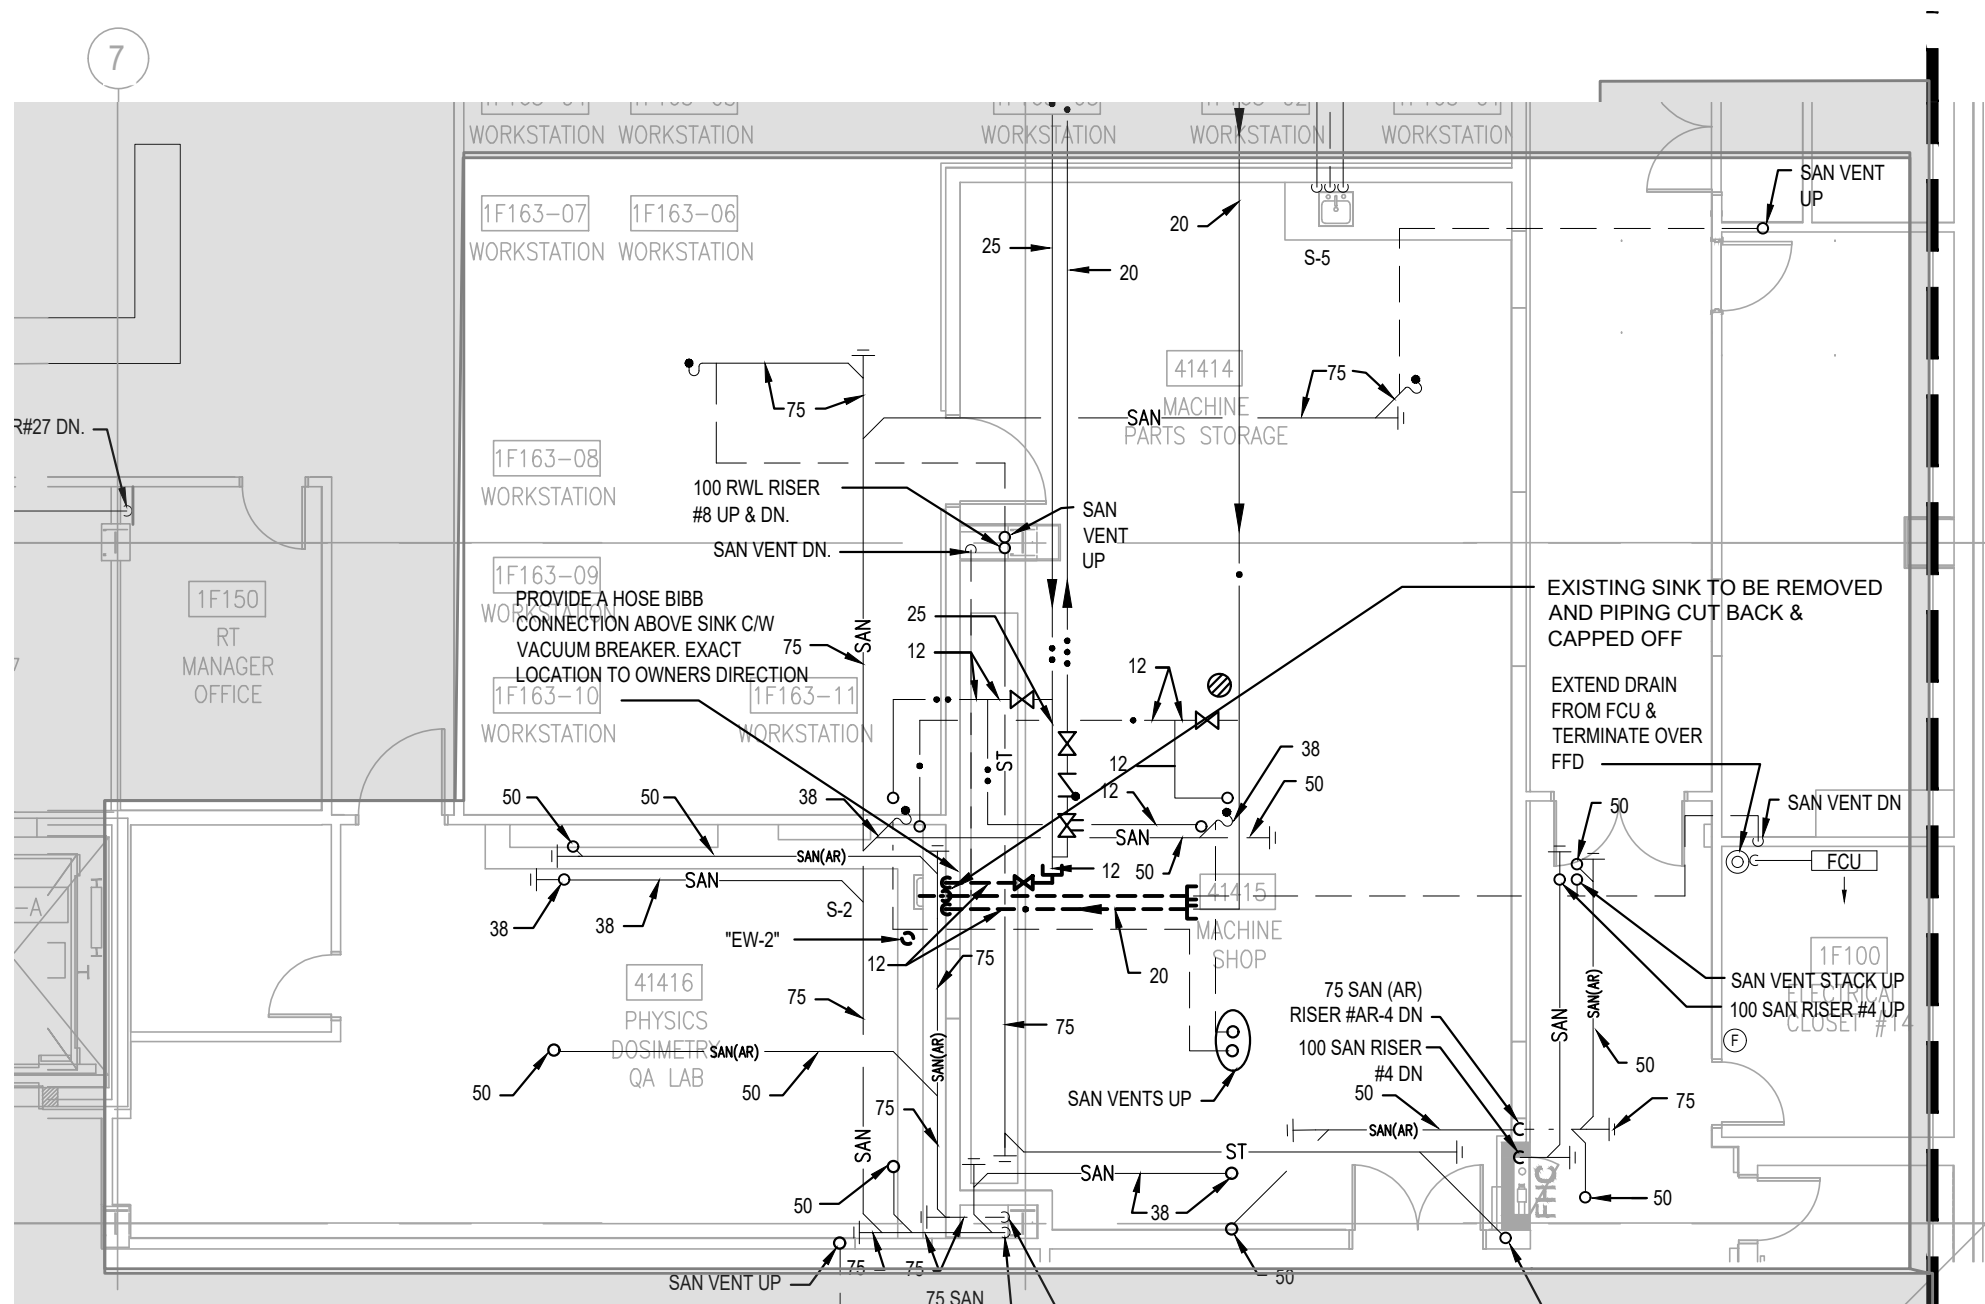 7
WORKSTATION WORKSTATION WORKSTATION WORKSTATION WORKSTATION
SAN VENT
UP
1F163-07 1F163-06
WORKSTATION WORKSTATION
25
20
20
S-5
41414
MACHINE
PARTS STORAGE
75
75
SAN
R#27 DN.
1F163-08
WORKSTATION
100 RWL RISER
#8 UP & DN.
SAN VENT DN.
SAN
VENT
UP
1F163-09
WORKSTATION
PROVIDE A HOSE BIBB
CONNECTION ABOVE SINK C/W
VACUUM BREAKER. EXACT
LOCATION TO OWNERS DIRECTION
1F150
RT
MANAGER
OFFICE
7
75
SAN
25
12
12
EXISTING SINK TO BE REMOVED
AND PIPING CUT BACK &
CAPPED OFF
1F163-10
WORKSTATION
1F163-11
WORKSTATION
EXTEND DRAIN
FROM FCU &
TERMINATE OVER
FFD
ST
12
12
38
50
50
50
38
50
SAN VENT DN
SAN(AR)
SAN
50
12
FCU
-A
SAN
S-2
38
38
41415
MACHINE
SHOP
"EW-2"
12
75
20
41416
PHYSICS
DOSIMETRY
QA LAB
75
1F100
ELECTRICAL
CLOSET #14
SAN VENT STACK UP
100 SAN RISER #4 UP
75 SAN (AR)
RISER #AR-4 DN
100 SAN RISER
#4 DN
SAN
SAN(AR)
F
75
SAN(AR)
SAN(AR)
50
50
50
SAN VENTS UP
50
75
75
SAN(AR)
SAN
ST
SAN
50
38
FHC
50
75
75
50
SAN VENT UP
75 SAN